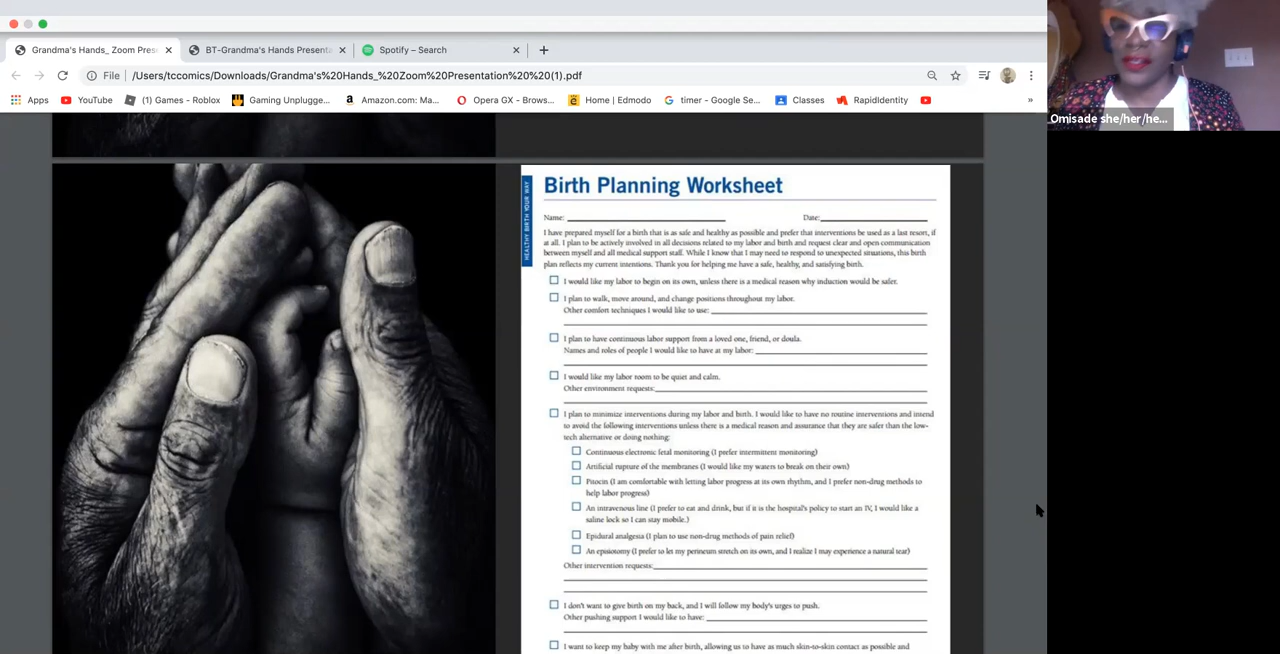 Grandma's Hands_ Zoom Pres
BT-Grandma's Hands Presenta
Spotify – Search
File
/Users/tccomics/Downloads/Grandma's%20Hands_%20Zoom%20Presentation%20%20(1).pdf
Apps
YouTube
(1) Games - Roblox
Gaming Unplugge...
Amazon.com: Ma...
Opera GX - Brows...
Home | Edmodo
timer - Google Se...
Classes
RapidIdentity
»
Omisade she/her/he...
HEALTHY BIRTH YOUR WAY
Birth Planning Worksheet
Name: Date:
I have prepared myself for a birth that is as safe and healthy as possible and prefer that interventions be used as a last resort, if
at all. I plan to be actively involved in all decisions related to my labor and birth and request clear and open communication
between myself and all medical support staff. While I know that I may need to respond to unexpected situations, this birth
plan reflects my current intentions. Thank you for helping me have a safe, healthy, and satisfying birth.
I would like my labor to begin on its own, unless there is a medical reason why induction would be safer.
I plan to walk, move around, and change positions throughout my labor.
Other comfort techniques I would like to use:
I plan to have continuous labor support from a loved one, friend, or doula.
Names and roles of people I would like to have at my labor:
I would like my labor room to be quiet and calm.
Other environment requests:
I plan to minimize interventions during my labor and birth. I would like to have no routine interventions and intend
to avoid the following interventions unless there is a medical reason and assurance that they are safer than the low-
tech alternative or doing nothing:
Continuous electronic fetal monitoring (I prefer intermittent monitoring)
Artificial rupture of the membranes (I would like my waters to break on their own)
Pitocin (I am comfortable with letting labor progress at its own rhythm, and I prefer non-drug methods to
help labor progress)
An intravenous line (I prefer to eat and drink, but if it is the hospital's policy to start an IV, I would like a
saline lock so I can stay mobile.)
Epidural analgesia (I plan to use non-drug methods of pain relief)
An episiotomy (I prefer to let my perineum stretch on its own, and I realize I may experience a natural tear)
Other intervention requests:
I don't want to give birth on my back, and I will follow my body's urges to push.
Other pushing support I would like to have:
I want to keep my baby with me after birth, allowing us to have as much skin-to-skin contact as possible and